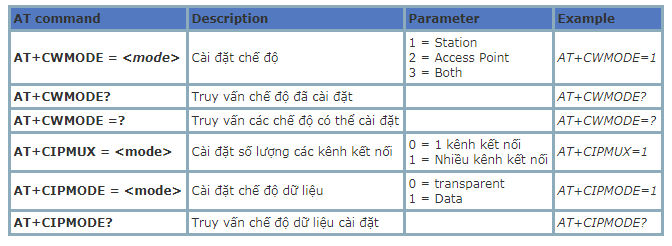 AT command Description Parameter Example
AT+CWMODE = <mode> Cài đặt chế độ 1 = Station
2 = Access Point
3 = Both AT+CWMODE=1
AT+CWMODE? Truy vấn chế độ đã cài đặt AT+CWMODE?
AT+CWMODE =? Truy vấn các chế độ có thể cài đặt AT+CWMODE=?
AT+CIPMUX = <mode> Cài đặt số lượng các kênh kết nối 0 = 1 kênh kết nối
1 = Nhiều kênh kết nối AT+CIPMUX=1
AT+CIPMODE = <mode> Cài đặt chế độ dữ liệu 0 = transparent
1 = Data AT+CIPMODE=1
AT+CIPMODE? Truy vấn chế độ dữ liệu cài đặt AT+CIPMODE?